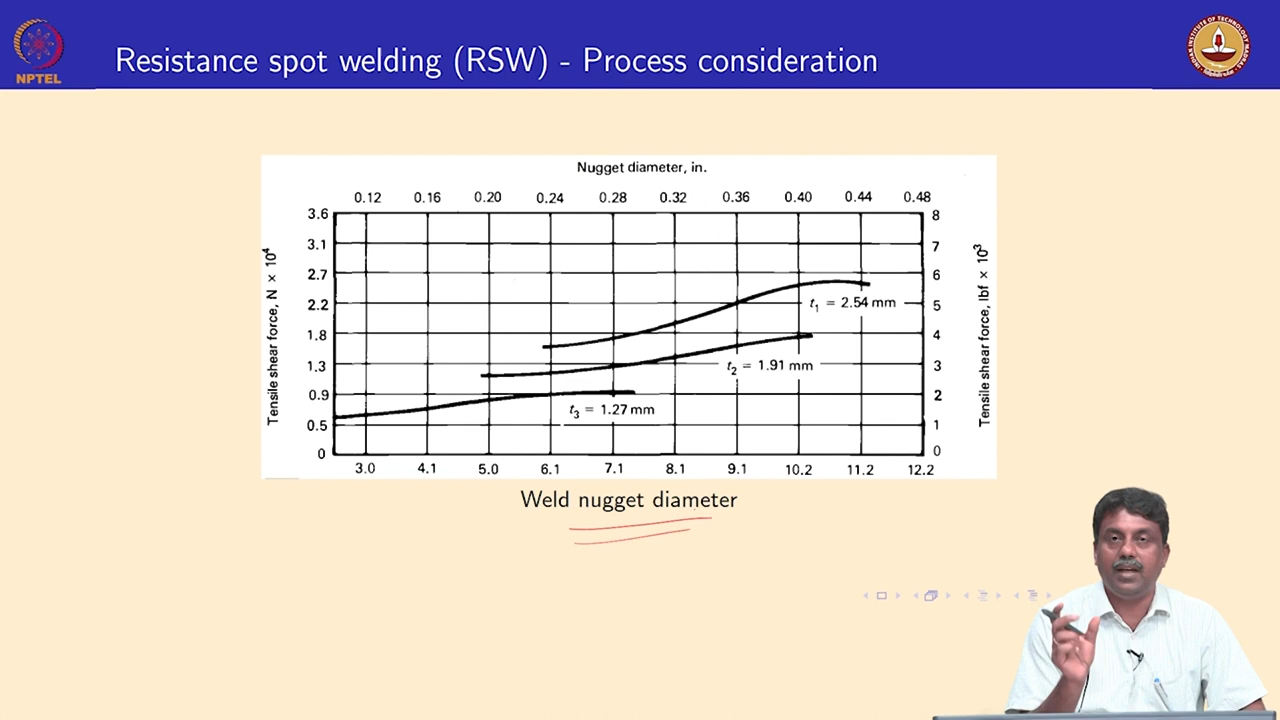 NPTEL
Resistance spot welding (RSW) - Process consideration
Nugget diameter, in.
0.12 0.16 0.20 0.24 0.28 0.32 0.36 0.40 0.44 0.48
3.6 8
3.1 7
2.7 6
2.2 5
1.8 4
1.3 3
0.9 2
0.5 1
0 0
Tensile shear force, N × 10⁴
Tensile shear force, lbf × 10³
t₁ = 2.54 mm
t₂ = 1.91 mm
t₃ = 1.27 mm
3.0 4.1 5.0 6.1 7.1 8.1 9.1 10.2 11.2 12.2
Weld nugget diameter